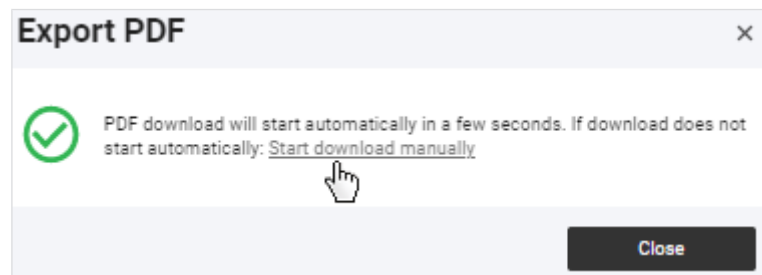 Export PDF
PDF download will start automatically in a few seconds. If download does not
start automatically: Start download manually
Close